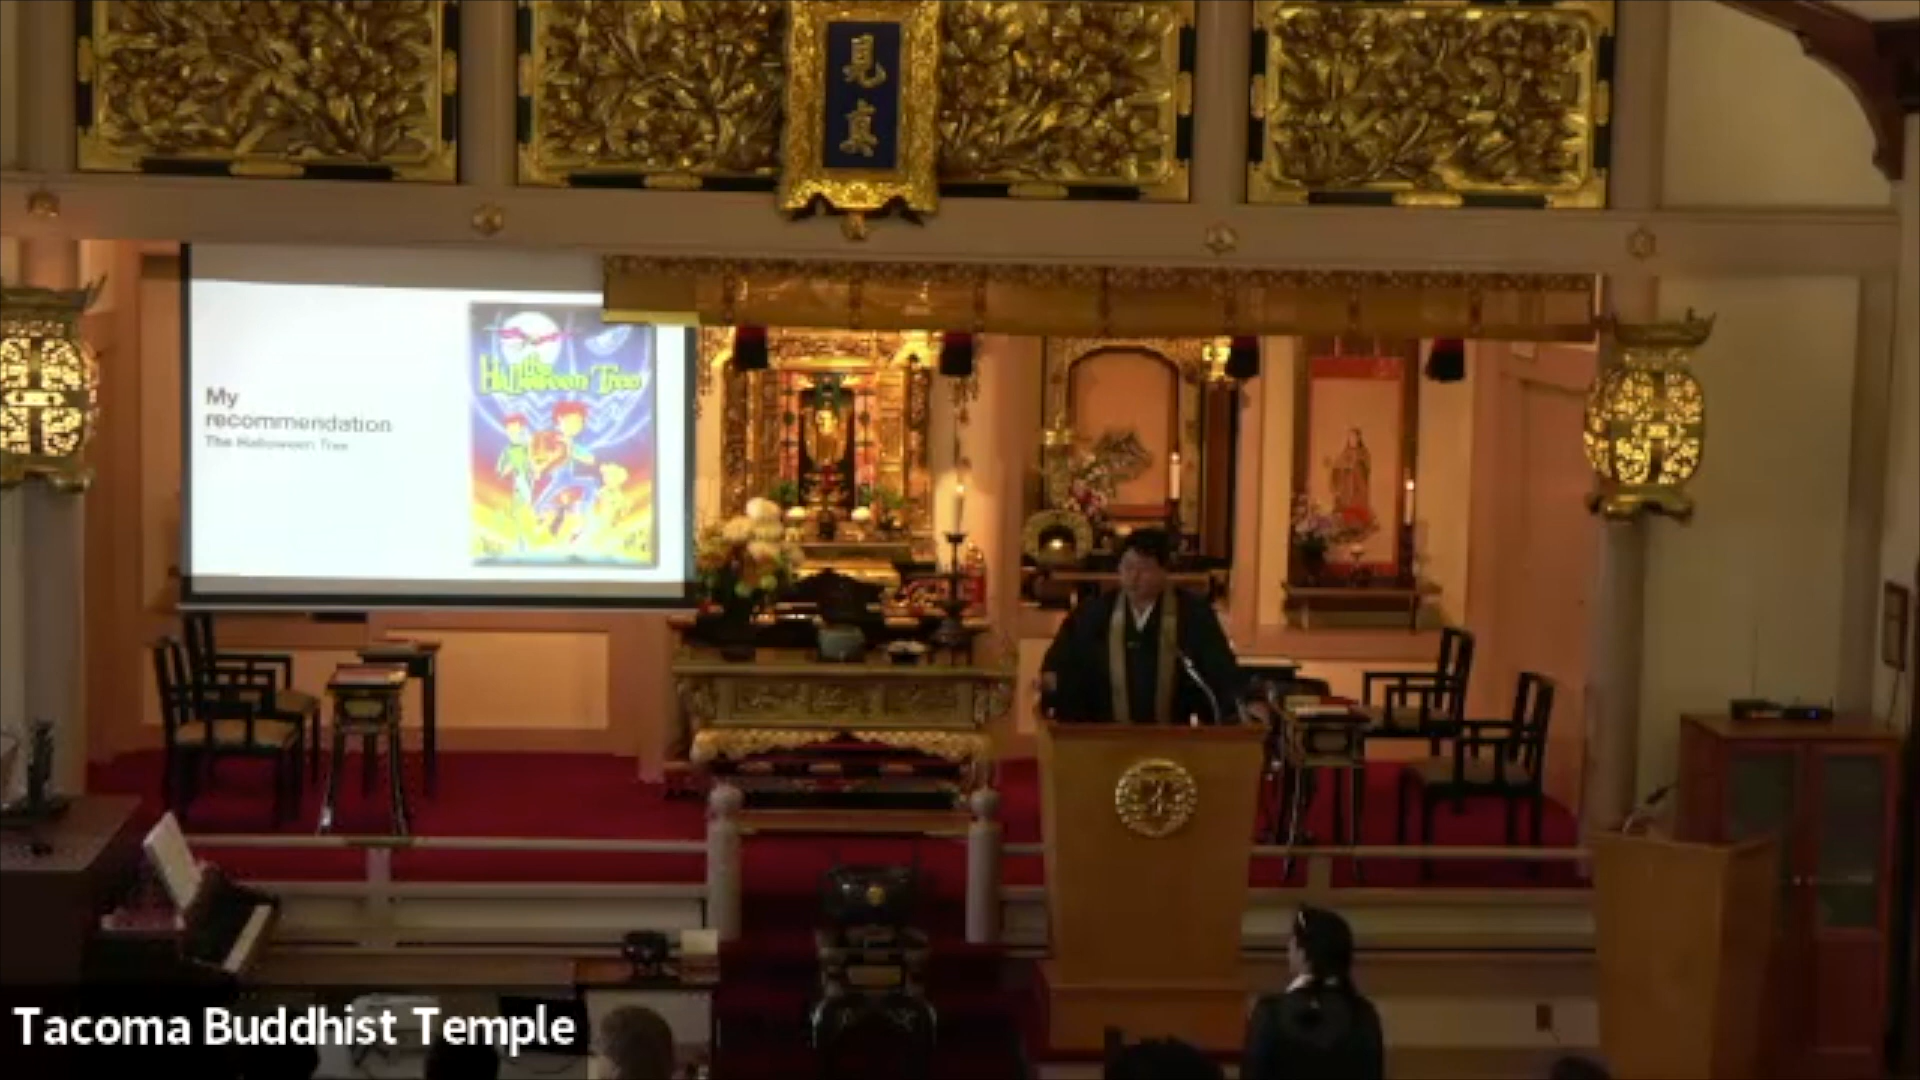 見
真
My
recommendation
The Halloween Tree
the
Halloween Tree
Tacoma Buddhist Temple